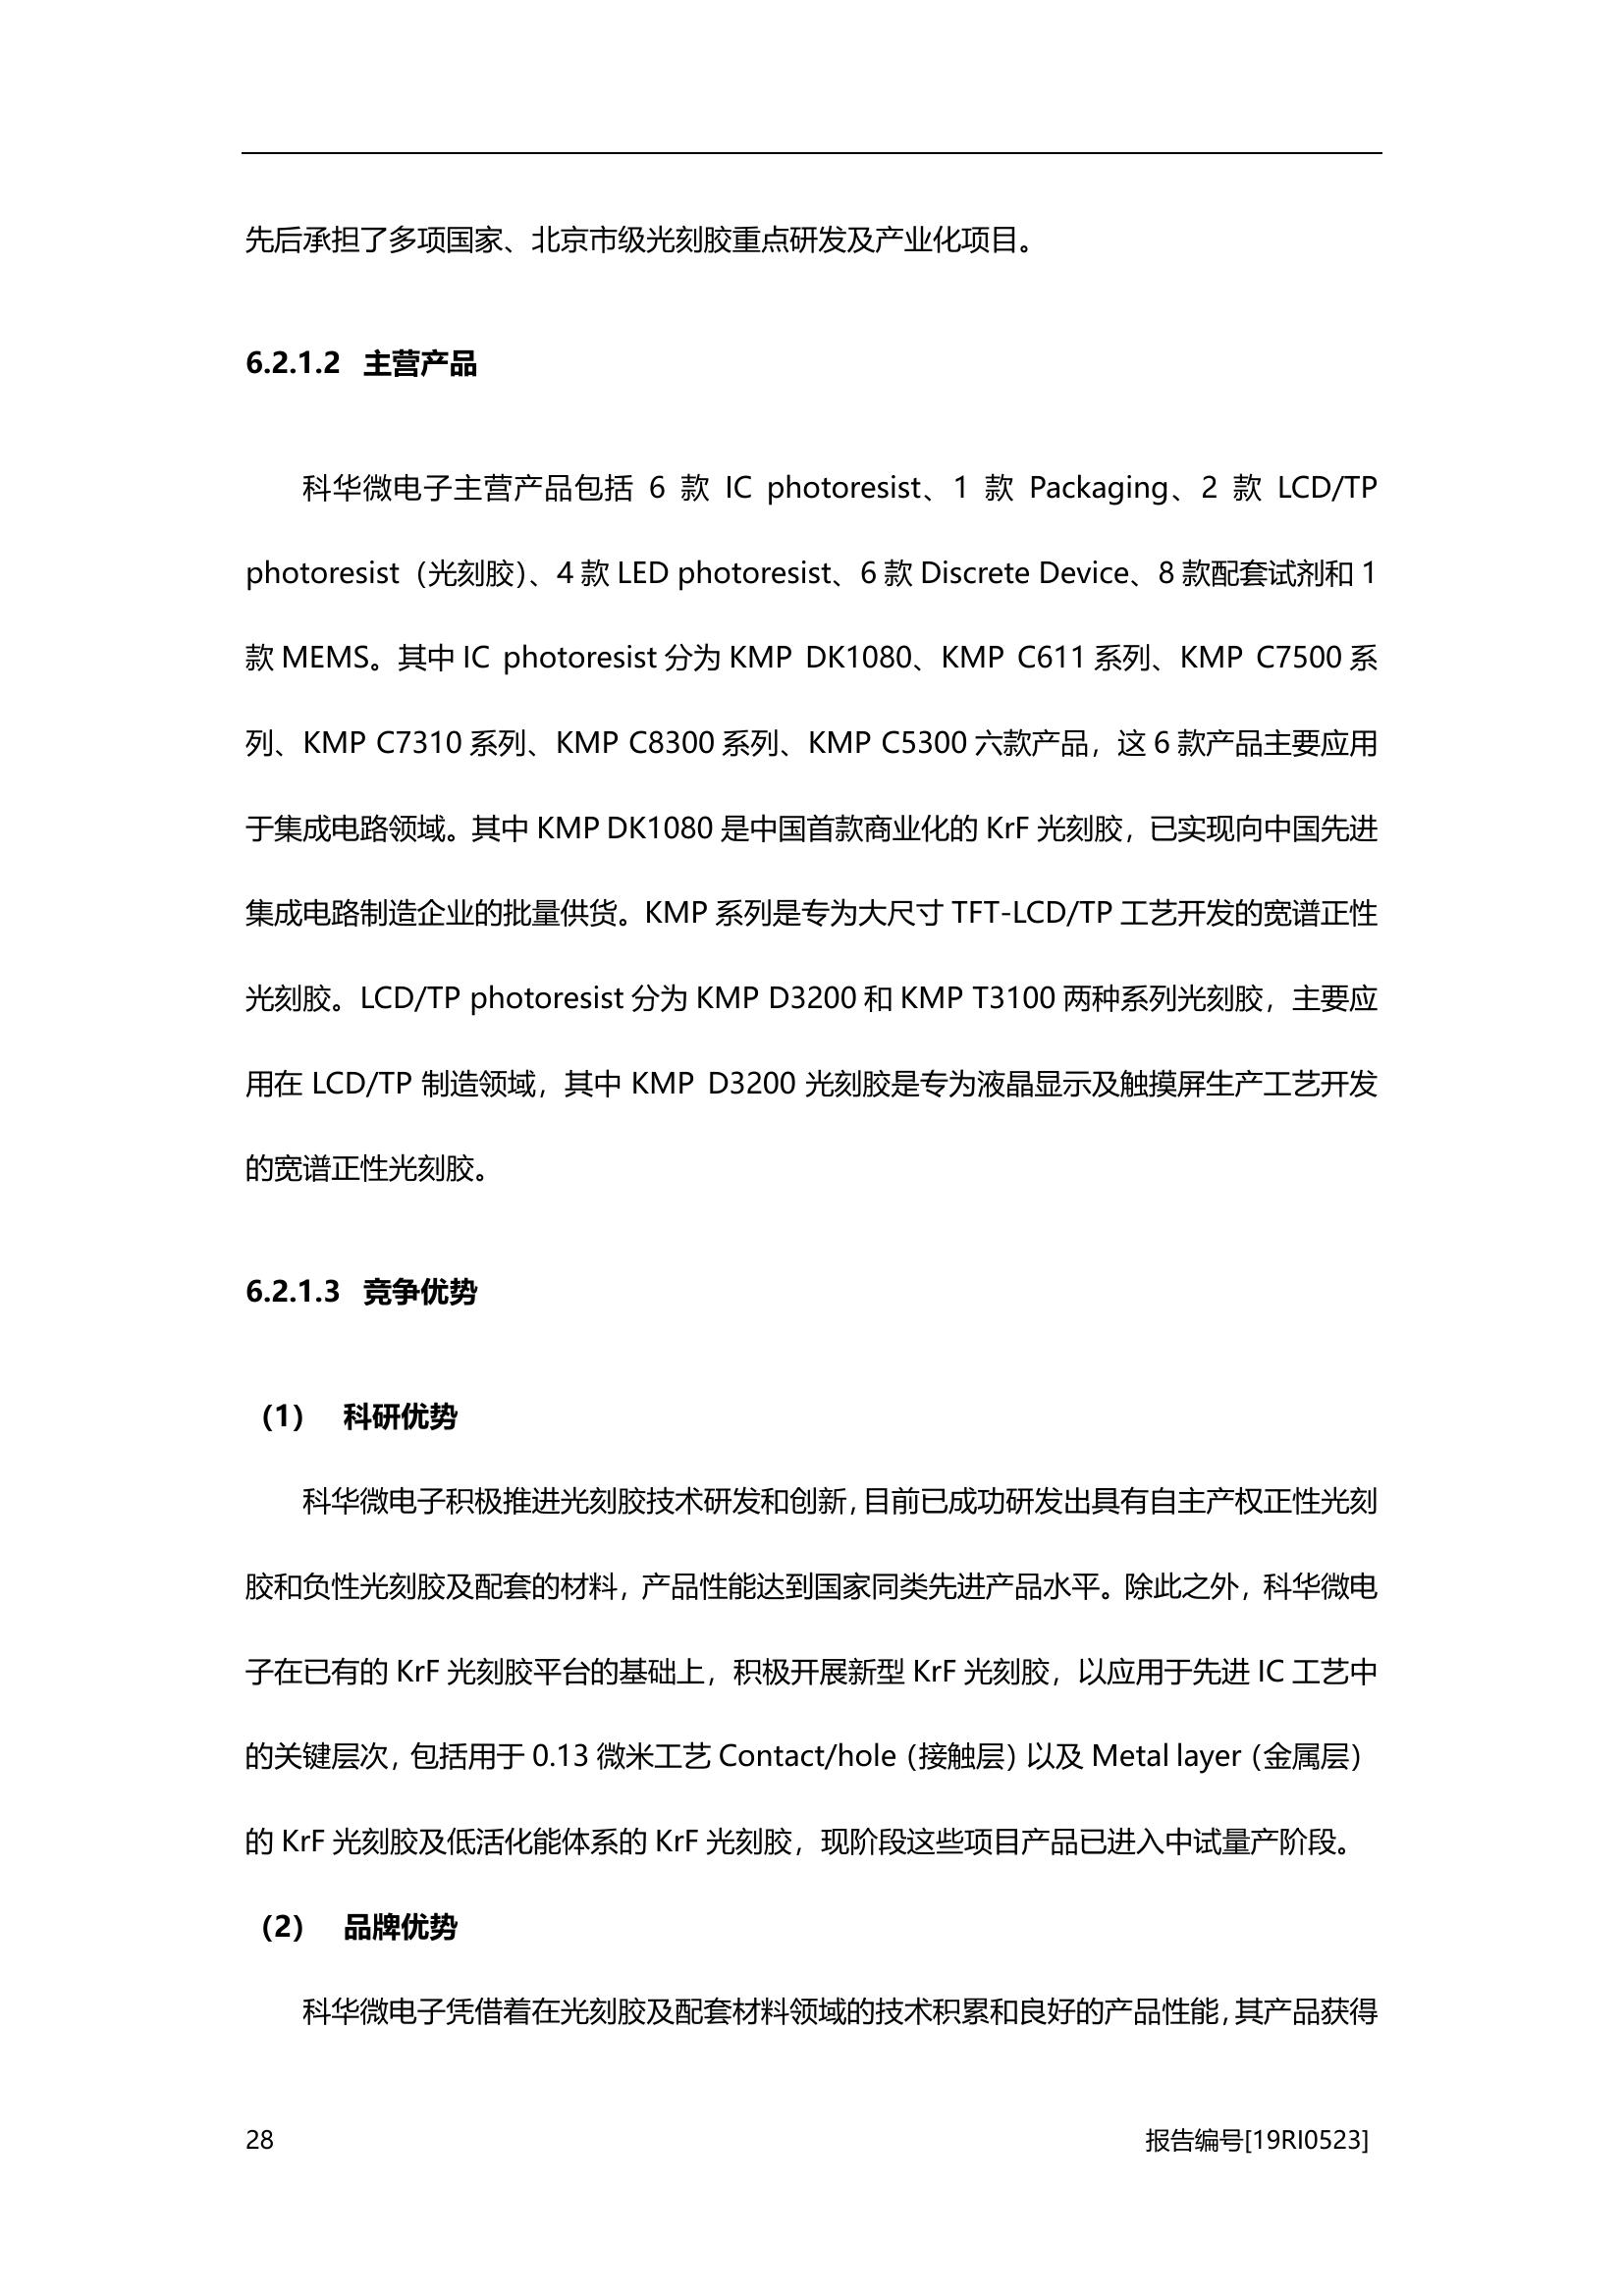 先后承担了多项国家、北京市级光刻胶重点研发及产业化项目。
6.2.1.2 主营产品
科华微电子主营产品包括 6 款 IC photoresist、1 款 Packaging、2 款 LCD/TP
photoresist（光刻胶）、4 款 LED photoresist、6 款 Discrete Device、8 款配套试剂和 1
款 MEMS。其中 IC photoresist 分为 KMP DK1080、KMP C611 系列、KMP C7500 系
列、KMP C7310 系列、KMP C8300 系列、KMP C5300 六款产品，这 6 款产品主要应用
于集成电路领域。其中 KMP DK1080 是中国首款商业化的 KrF 光刻胶，已实现向中国先进
集成电路制造企业的批量供货。KMP 系列是专为大尺寸 TFT-LCD/TP 工艺开发的宽谱正性
光刻胶。LCD/TP photoresist 分为 KMP D3200 和 KMP T3100 两种系列光刻胶，主要应
用在 LCD/TP 制造领域，其中 KMP D3200 光刻胶是专为液晶显示及触摸屏生产工艺开发
的宽谱正性光刻胶。
6.2.1.3 竞争优势
（1） 科研优势
科华微电子积极推进光刻胶技术研发和创新，目前已成功研发出具有自主产权正性光刻
胶和负性光刻胶及配套的材料，产品性能达到国家同类先进产品水平。除此之外，科华微电
子在已有的 KrF 光刻胶平台的基础上，积极开展新型 KrF 光刻胶，以应用于先进 IC 工艺中
的关键层次，包括用于 0.13 微米工艺 Contact/hole（接触层）以及 Metal layer（金属层）
的 KrF 光刻胶及低活化能体系的 KrF 光刻胶，现阶段这些项目产品已进入中试量产阶段。
（2） 品牌优势
科华微电子凭借着在光刻胶及配套材料领域的技术积累和良好的产品性能，其产品获得
28 报告编号[19RI0523]